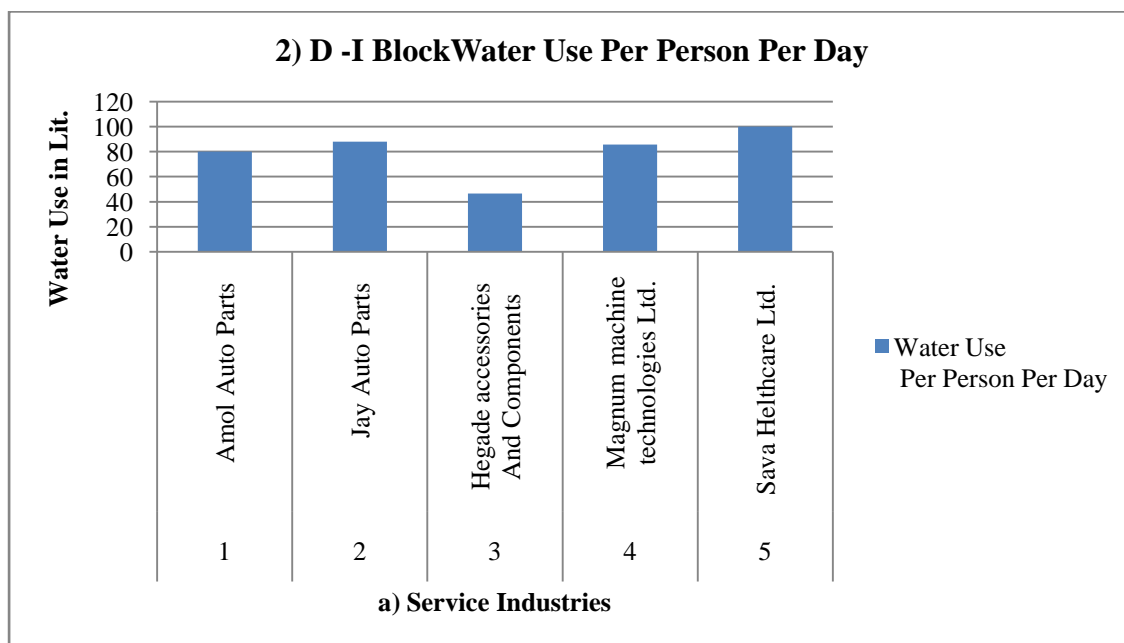 2) D -I BlockWater Use Per Person Per Day
Water Use in Lit.
120
100
80
60
40
20
0
Amol Auto Parts
Jay Auto Parts
Hegade accessories
And Components
Magnum machine
technologies Ltd.
Sava Helthcare Ltd.
1
2
3
4
5
a) Service Industries
Water Use
Per Person Per Day